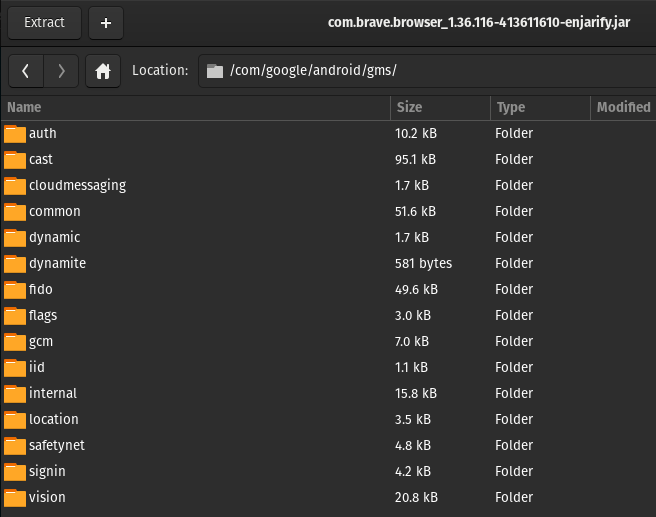 Extract + com.brave.browser_1.36.116-413611610-enjarify.jar
Location: /com/google/android/gms/
Name Size Type Modified
auth 10.2 kB Folder
cast 95.1 kB Folder
cloudmessaging 1.7 kB Folder
common 51.6 kB Folder
dynamic 1.7 kB Folder
dynamite 581 bytes Folder
fido 49.6 kB Folder
flags 3.0 kB Folder
gcm 7.0 kB Folder
iid 1.1 kB Folder
internal 15.8 kB Folder
location 3.5 kB Folder
safetynet 4.8 kB Folder
signin 4.2 kB Folder
vision 20.8 kB Folder